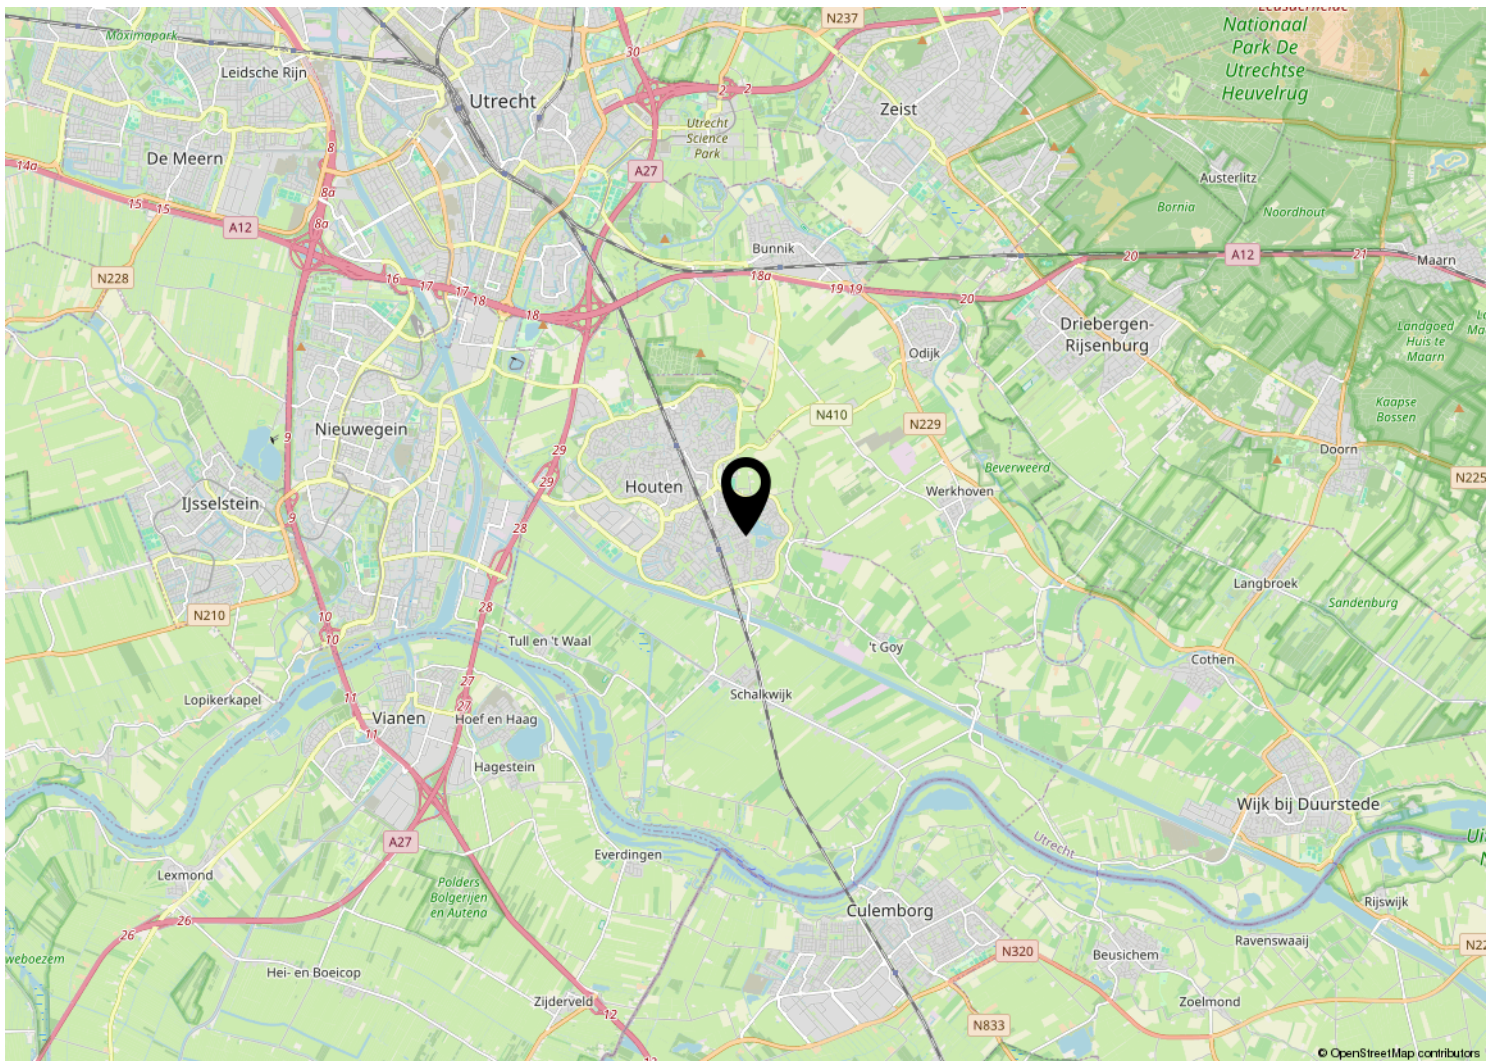 N237
Nationaal
Park De
Utrechtse
Heuvelrug
Maximapark
Leidsche Rijn
30
Utrecht
2
2
Zeist
Utrecht
Science
Park
8
De Meern
14a
A27
Austerlitz
8a
15
15
Bornia
Noordhout
8a
A12
Bunnik
20
A12
21
Maarn
N228
16
17
17
18
18a
19
19
20
18
Driebergen-
Rijsenburg
Landgoed
Huis te
Maarn
29
Odijk
Kaapse
Bossen
N410
N229
Nieuwegein
9
29
Doorn
Beverweerd
N225
29
Houten
Werkhoven
IJsselstein
9
28
Langbroek
Sandenburg
N210
10
10
28
Tull en 't Waal
't Goy
Cothen
27
Schalkwijk
Lopikerkapel
11
27
Vianen
Hoef en Haag
11
Hagestein
Wijk bij Duurstede
A27
Utrecht
Everdingen
Lexmond
Polders
Bolgerijen
en Autena
Culemborg
Rijswijk
26
26
Ravenswaaij
N320
Beusichem
weboezem
Hei- en Boeicop
Zijderveld
12
Zoelmond
N833
© OpenStreetMap contributors